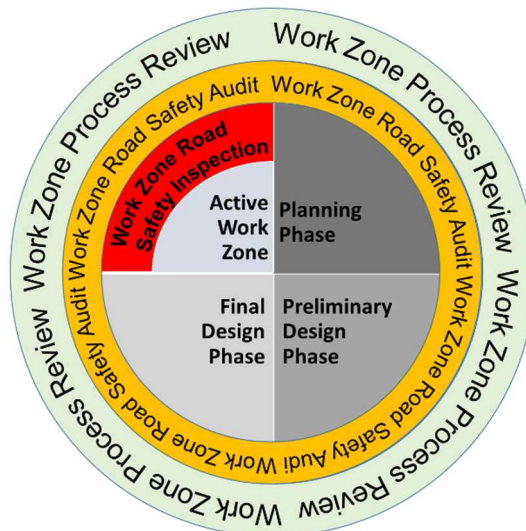 Work Zone Process Review
Work Zone Process Review
Work Zone Process Review
Work Zone Process Review
Work Zone Road Safety Audit
Work Zone Road Safety Audit
Work Zone Road Safety Audi
Work Zone Road Safety Audit
Work Zone Road
Safety Inspection
Active
Work
Zone
Planning
Phase
Final
Design
Phase
Preliminary
Design
Phase